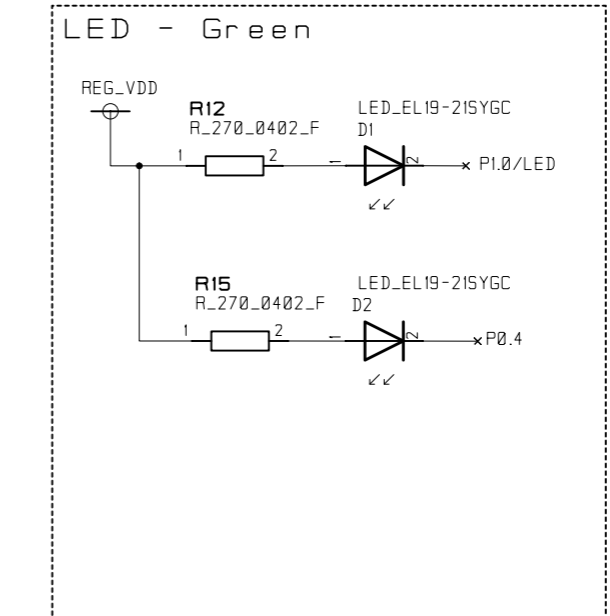 LED - Green
REG_VDD
R12
R_270_0402_F
LED_EL19-21SYGC
D1
1
2
1
2
P1.0/LED
R15
R_270_0402_F
LED_EL19-21SYGC
D2
1
2
1
2
P0.4